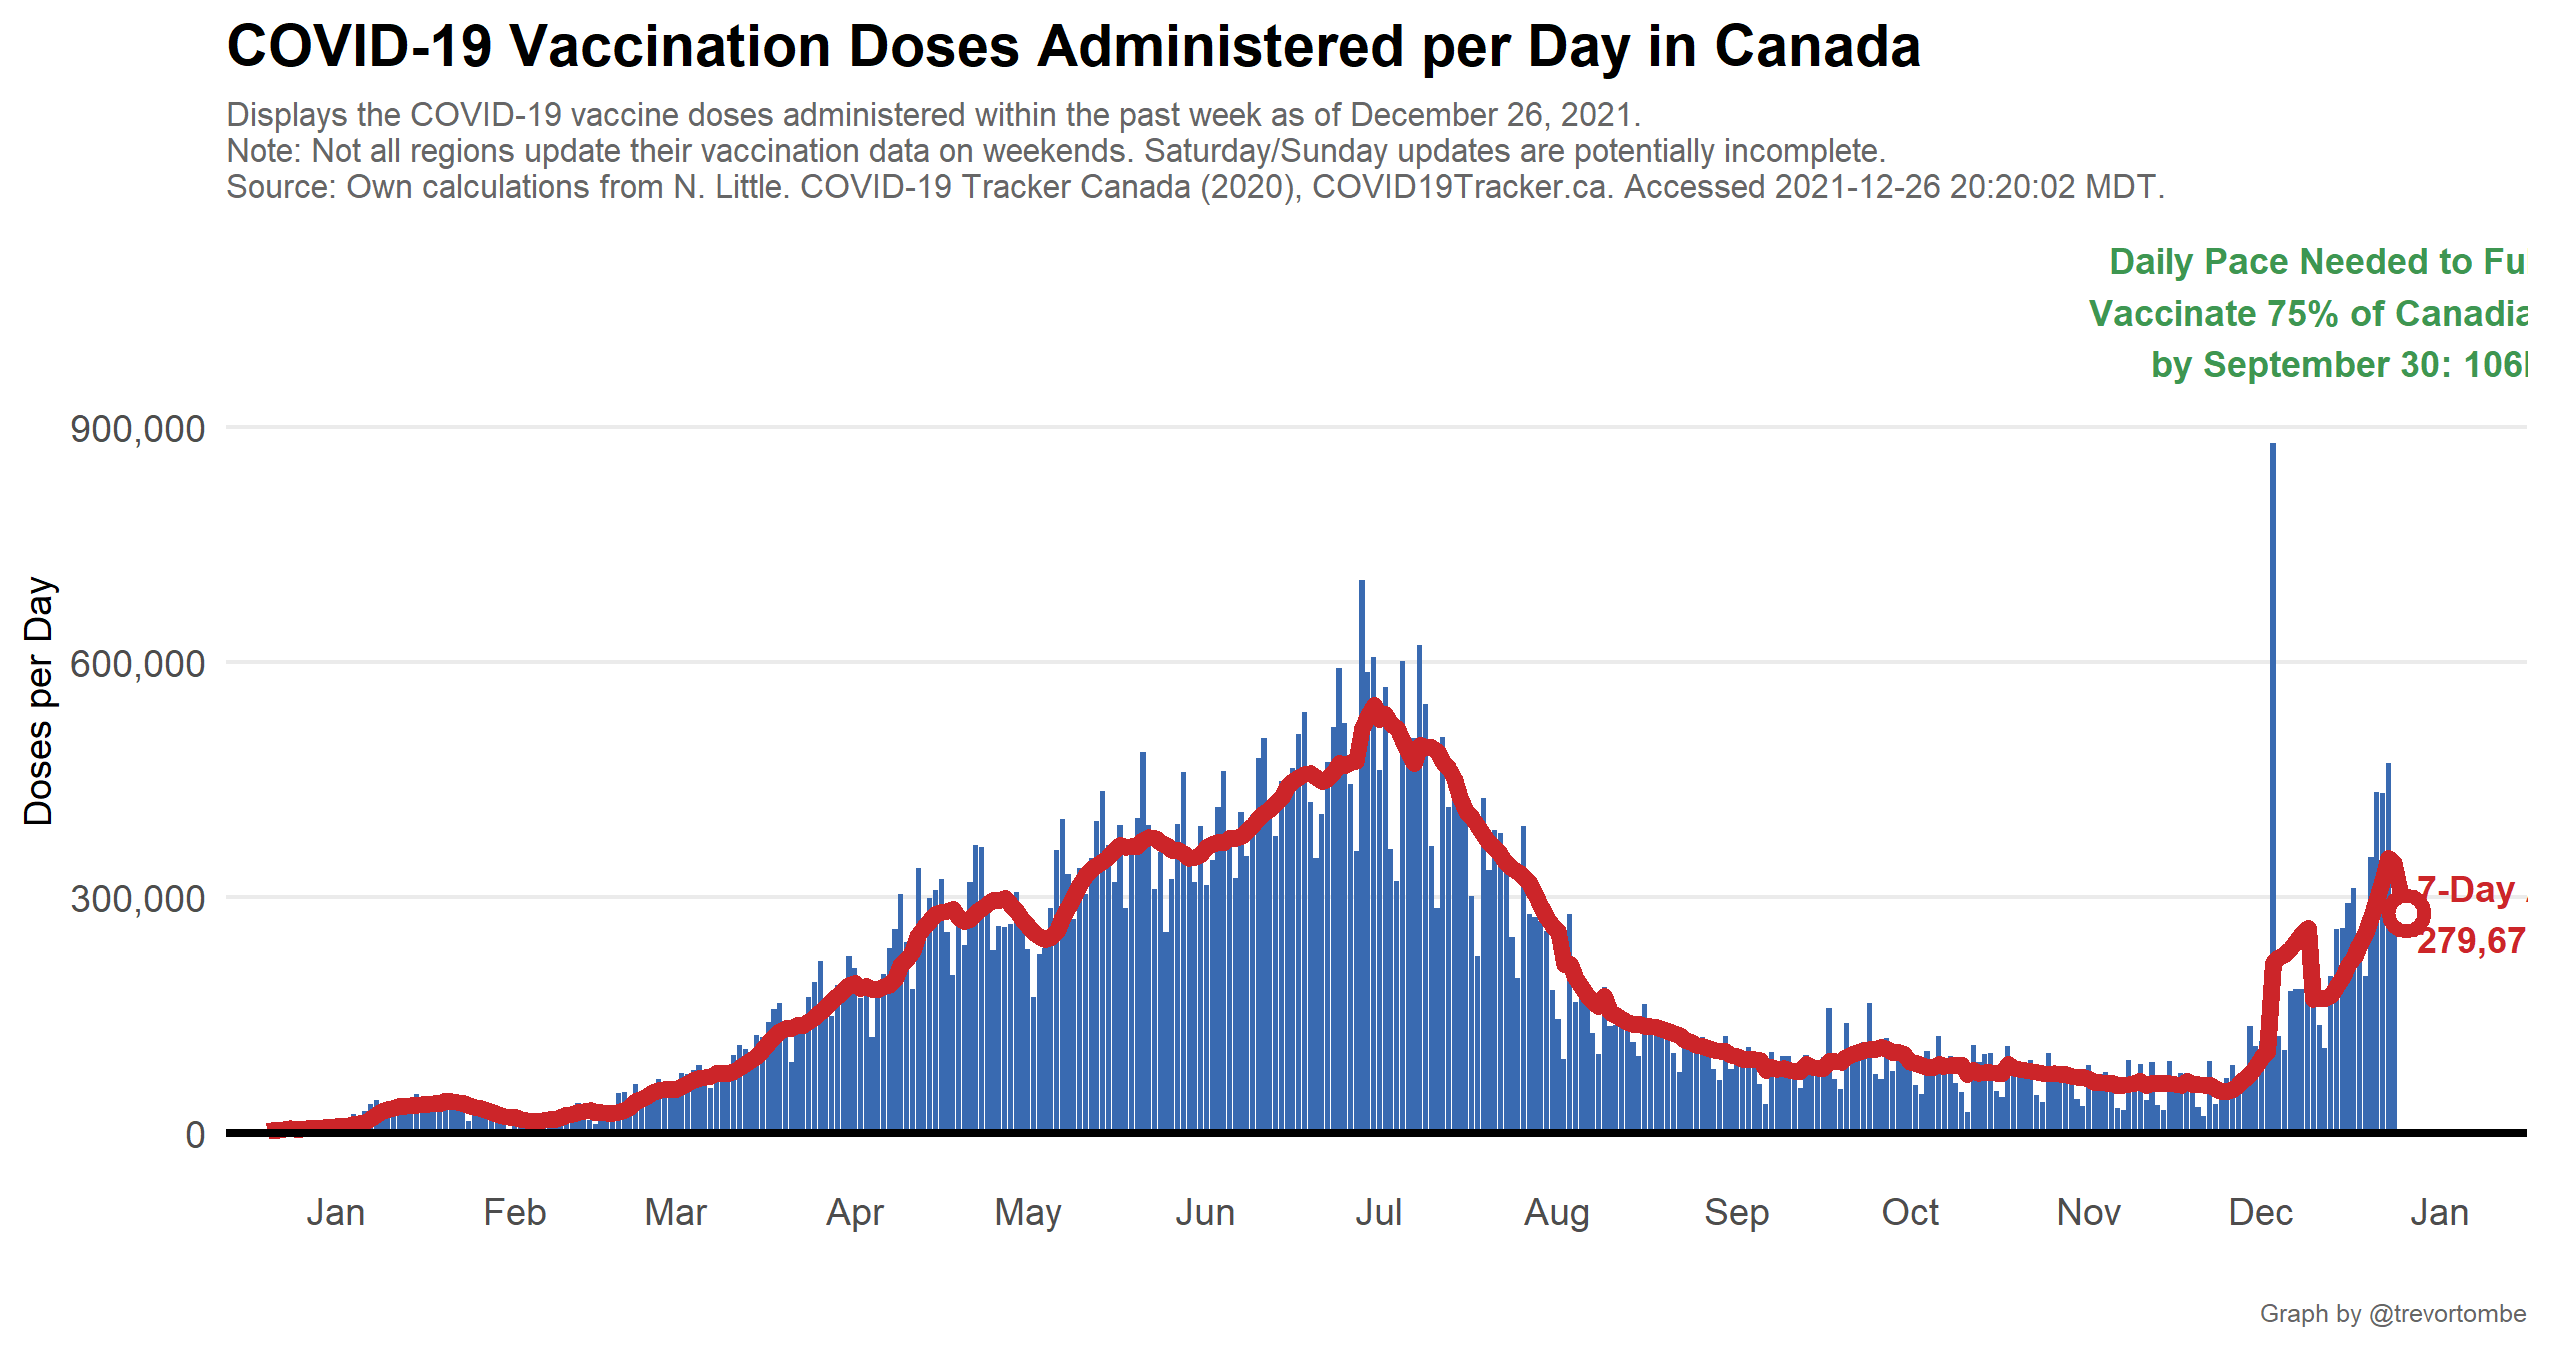 COVID-19 Vaccination Doses Administered per Day in Canada
Displays the COVID-19 vaccine doses administered within the past week as of December 26, 2021.
Note: Not all regions update their vaccination data on weekends. Saturday/Sunday updates are potentially incomplete.
Source: Own calculations from N. Little. COVID-19 Tracker Canada (2020), COVID19Tracker.ca. Accessed 2021-12-26 20:20:02 MDT.
Daily Pace Needed to Fu
Vaccinate 75% of Canadia
by September 30: 106
900,000
600,000
300,000
0
Doses per Day
7-Day
279,67
Jan Feb Mar Apr May Jun Jul Aug Sep Oct Nov Dec Jan
Graph by @trevortombe